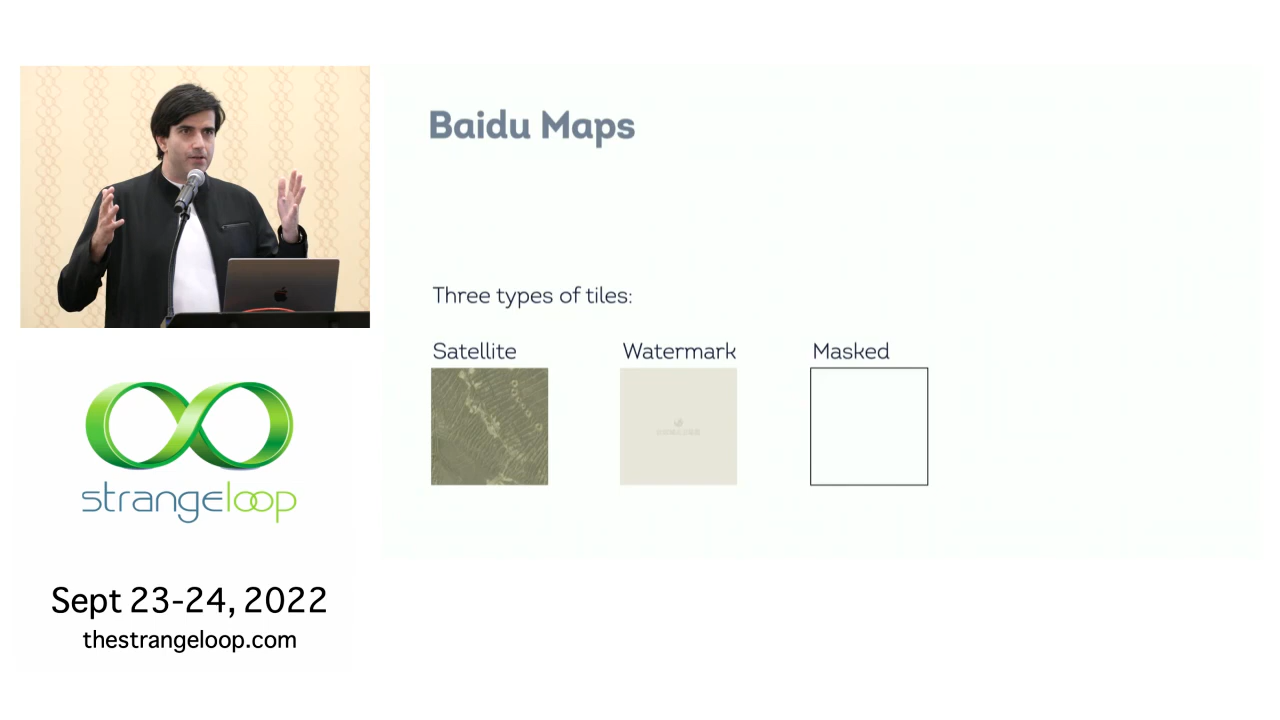 Baidu Maps
Three types of tiles:
Satellite
Watermark
Masked
strangeloop
Sept 23-24, 2022
thestrangeloop.com